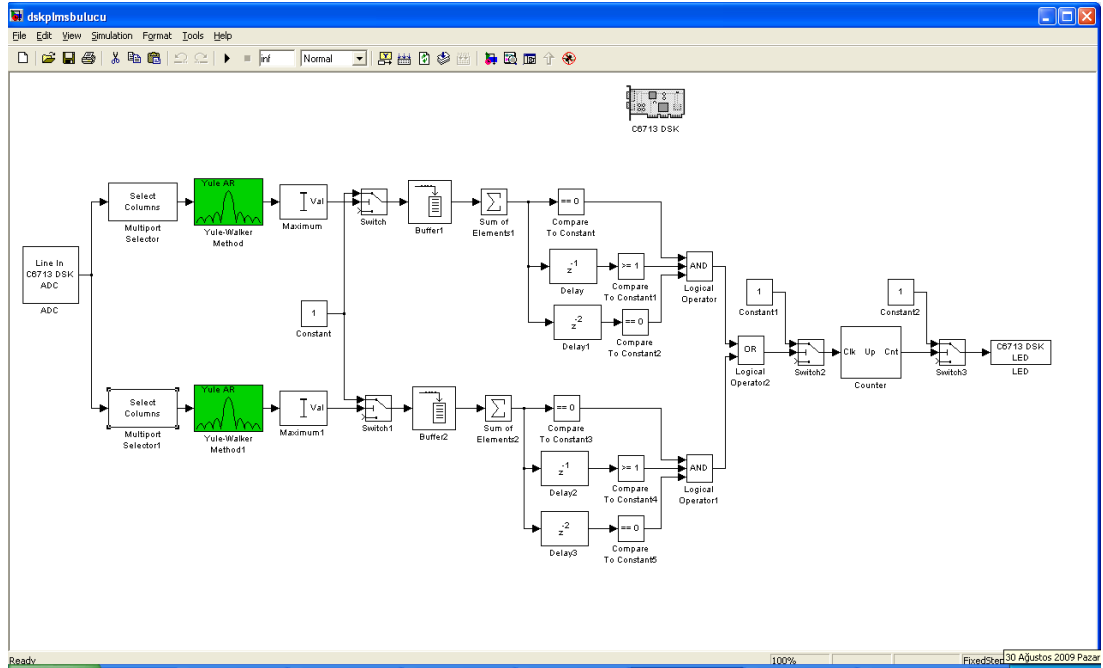 dskplmsbulucu
File Edit View Simulation Format Tools Help
inf Normal
C6713 DSK
Select
Columns
Multiport
Selector
Yule AR
Yule-Walker
Method
Val
Maximum
Switch
Buffer1
Sum of
Elements1
== 0
Compare
To Constant
Line In
C6713 DSK
ADC
ADC
z-1
Delay
>= 1
Compare
To Constant1
z-2
Delay1
== 0
Compare
To Constant2
AND
Logical
Operator
1
Constant
1
Constant1
1
Constant2
OR
Logical
Operator2
Switch2
Clk Up Cnt
Counter
Switch3
C6713 DSK
LED
LED
Select
Columns
Multiport
Selector1
Yule AR
Yule-Walker
Method1
Val
Maximum1
Switch1
Buffer2
Sum of
Elements2
== 0
Compare
To Constant3
z-1
Delay2
>= 1
Compare
To Constant4
z-2
Delay3
== 0
Compare
To Constant5
AND
Logical
Operator1
Ready 100% FixedStep
30 Ağustos 2009 Pazar